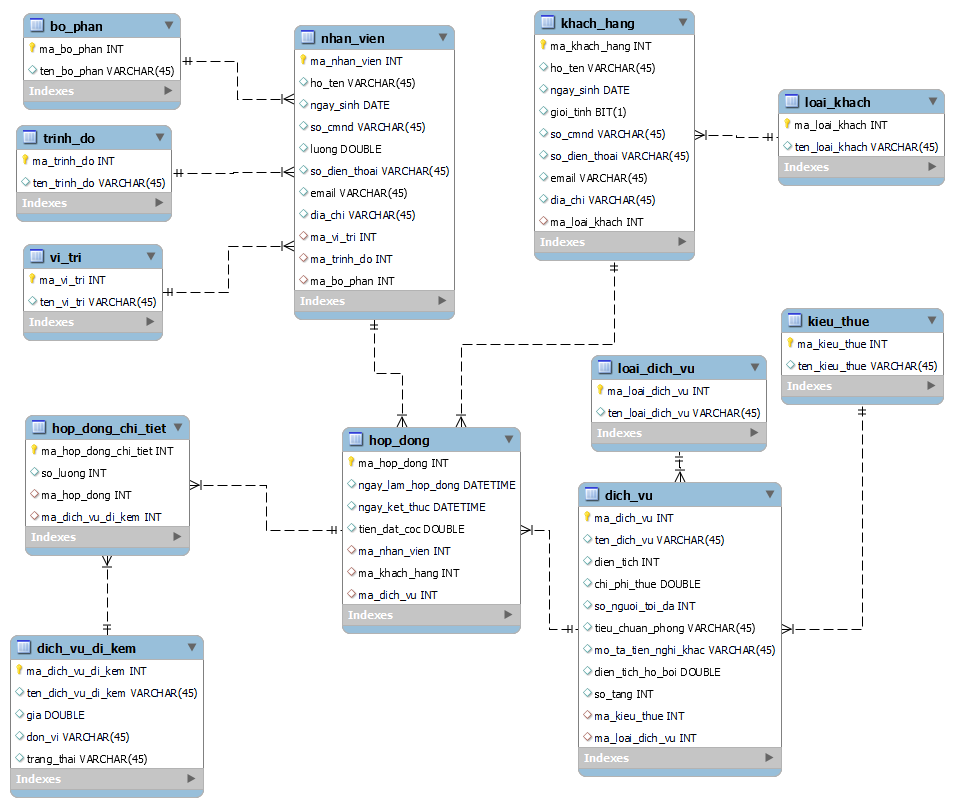 bo_phan
ma_bo_phan INT
ten_bo_phan VARCHAR(45)
Indexes
trinh_do
ma_trinh_do INT
ten_trinh_do VARCHAR(45)
Indexes
vi_tri
ma_vi_tri INT
ten_vi_tri VARCHAR(45)
Indexes
nhan_vien
ma_nhan_vien INT
ho_ten VARCHAR(45)
ngay_sinh DATE
so_cmnd VARCHAR(45)
luong DOUBLE
so_dien_thoai VARCHAR(45)
email VARCHAR(45)
dia_chi VARCHAR(45)
ma_vi_tri INT
ma_trinh_do INT
ma_bo_phan INT
Indexes
khach_hang
ma_khach_hang INT
ho_ten VARCHAR(45)
ngay_sinh DATE
gioi_tinh BIT(1)
so_cmnd VARCHAR(45)
so_dien_thoai VARCHAR(45)
email VARCHAR(45)
dia_chi VARCHAR(45)
ma_loai_khach INT
Indexes
loai_khach
ma_loai_khach INT
ten_loai_khach VARCHAR(45)
Indexes
kieu_thue
ma_kieu_thue INT
ten_kieu_thue VARCHAR(45)
Indexes
loai_dich_vu
ma_loai_dich_vu INT
ten_loai_dich_vu VARCHAR(45)
Indexes
hop_dong_chi_tiet
ma_hop_dong_chi_tiet INT
so_luong INT
ma_hop_dong INT
ma_dich_vu_di_kem INT
Indexes
hop_dong
ma_hop_dong INT
ngay_lam_hop_dong DATETIME
ngay_ket_thuc DATETIME
tien_dat_coc DOUBLE
ma_nhan_vien INT
ma_khach_hang INT
ma_dich_vu INT
Indexes
dich_vu
ma_dich_vu INT
ten_dich_vu VARCHAR(45)
dien_tich INT
chi_phi_thue DOUBLE
so_nguoi_toi_da INT
tieu_chuan_phong VARCHAR(45)
mo_ta_tien_nghi_khac VARCHAR(45)
dien_tich_ho_boi DOUBLE
so_tang INT
ma_kieu_thue INT
ma_loai_dich_vu INT
Indexes
dich_vu_di_kem
ma_dich_vu_di_kem INT
ten_dich_vu_di_kem VARCHAR(45)
gia DOUBLE
don_vi VARCHAR(45)
trang_thai VARCHAR(45)
Indexes